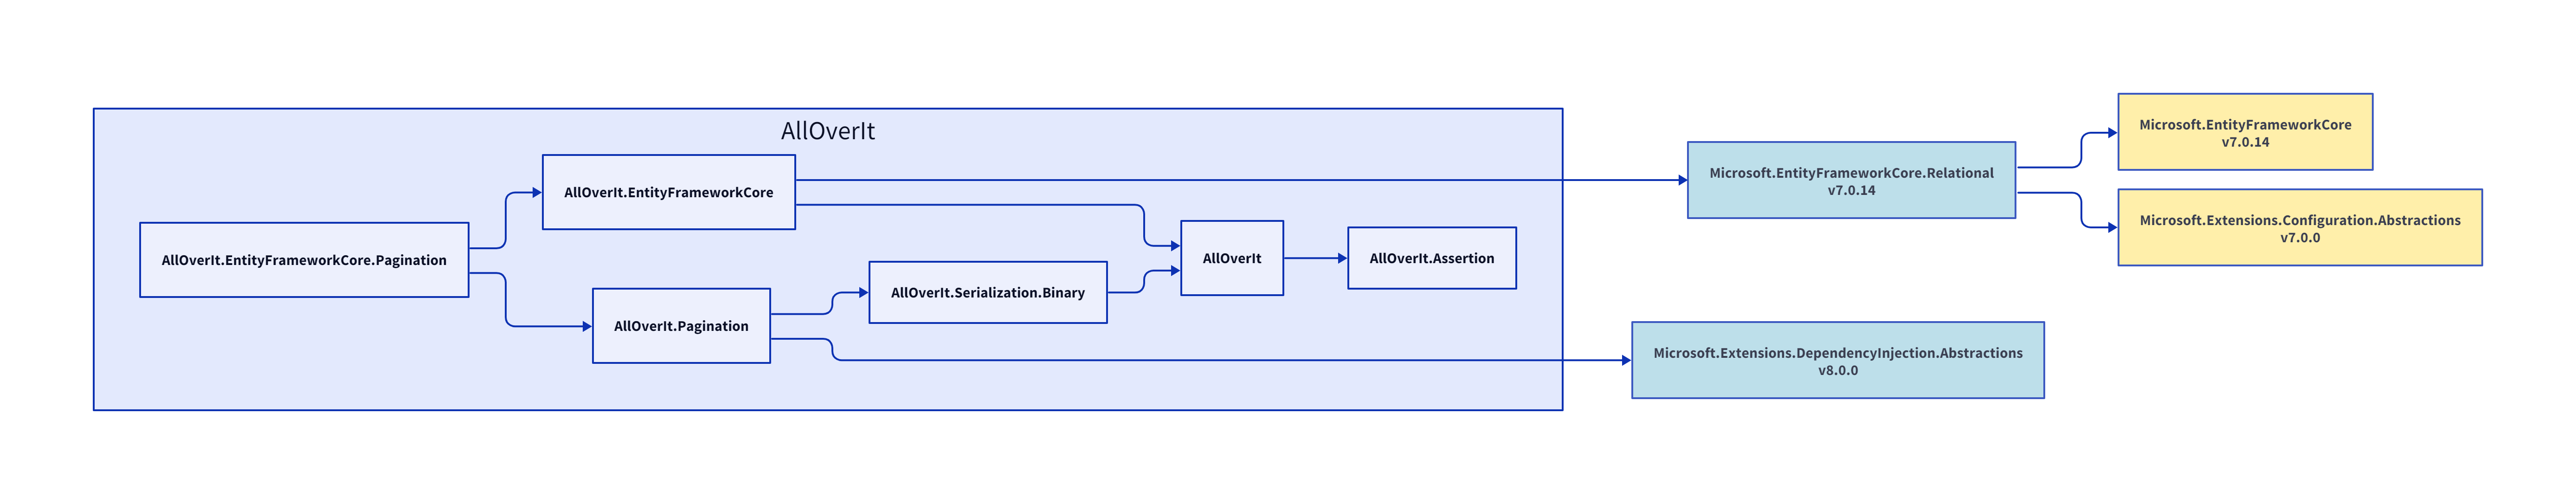 AllOverIt
AllOverIt.EntityFrameworkCore.Pagination
AllOverIt.EntityFrameworkCore
AllOverIt.Pagination
AllOverIt.Serialization.Binary
AllOverIt
AllOverIt.Assertion
Microsoft.EntityFrameworkCore.Relational
v7.0.14
Microsoft.Extensions.DependencyInjection.Abstractions
v8.0.0
Microsoft.EntityFrameworkCore
v7.0.14
Microsoft.Extensions.Configuration.Abstractions
v7.0.0